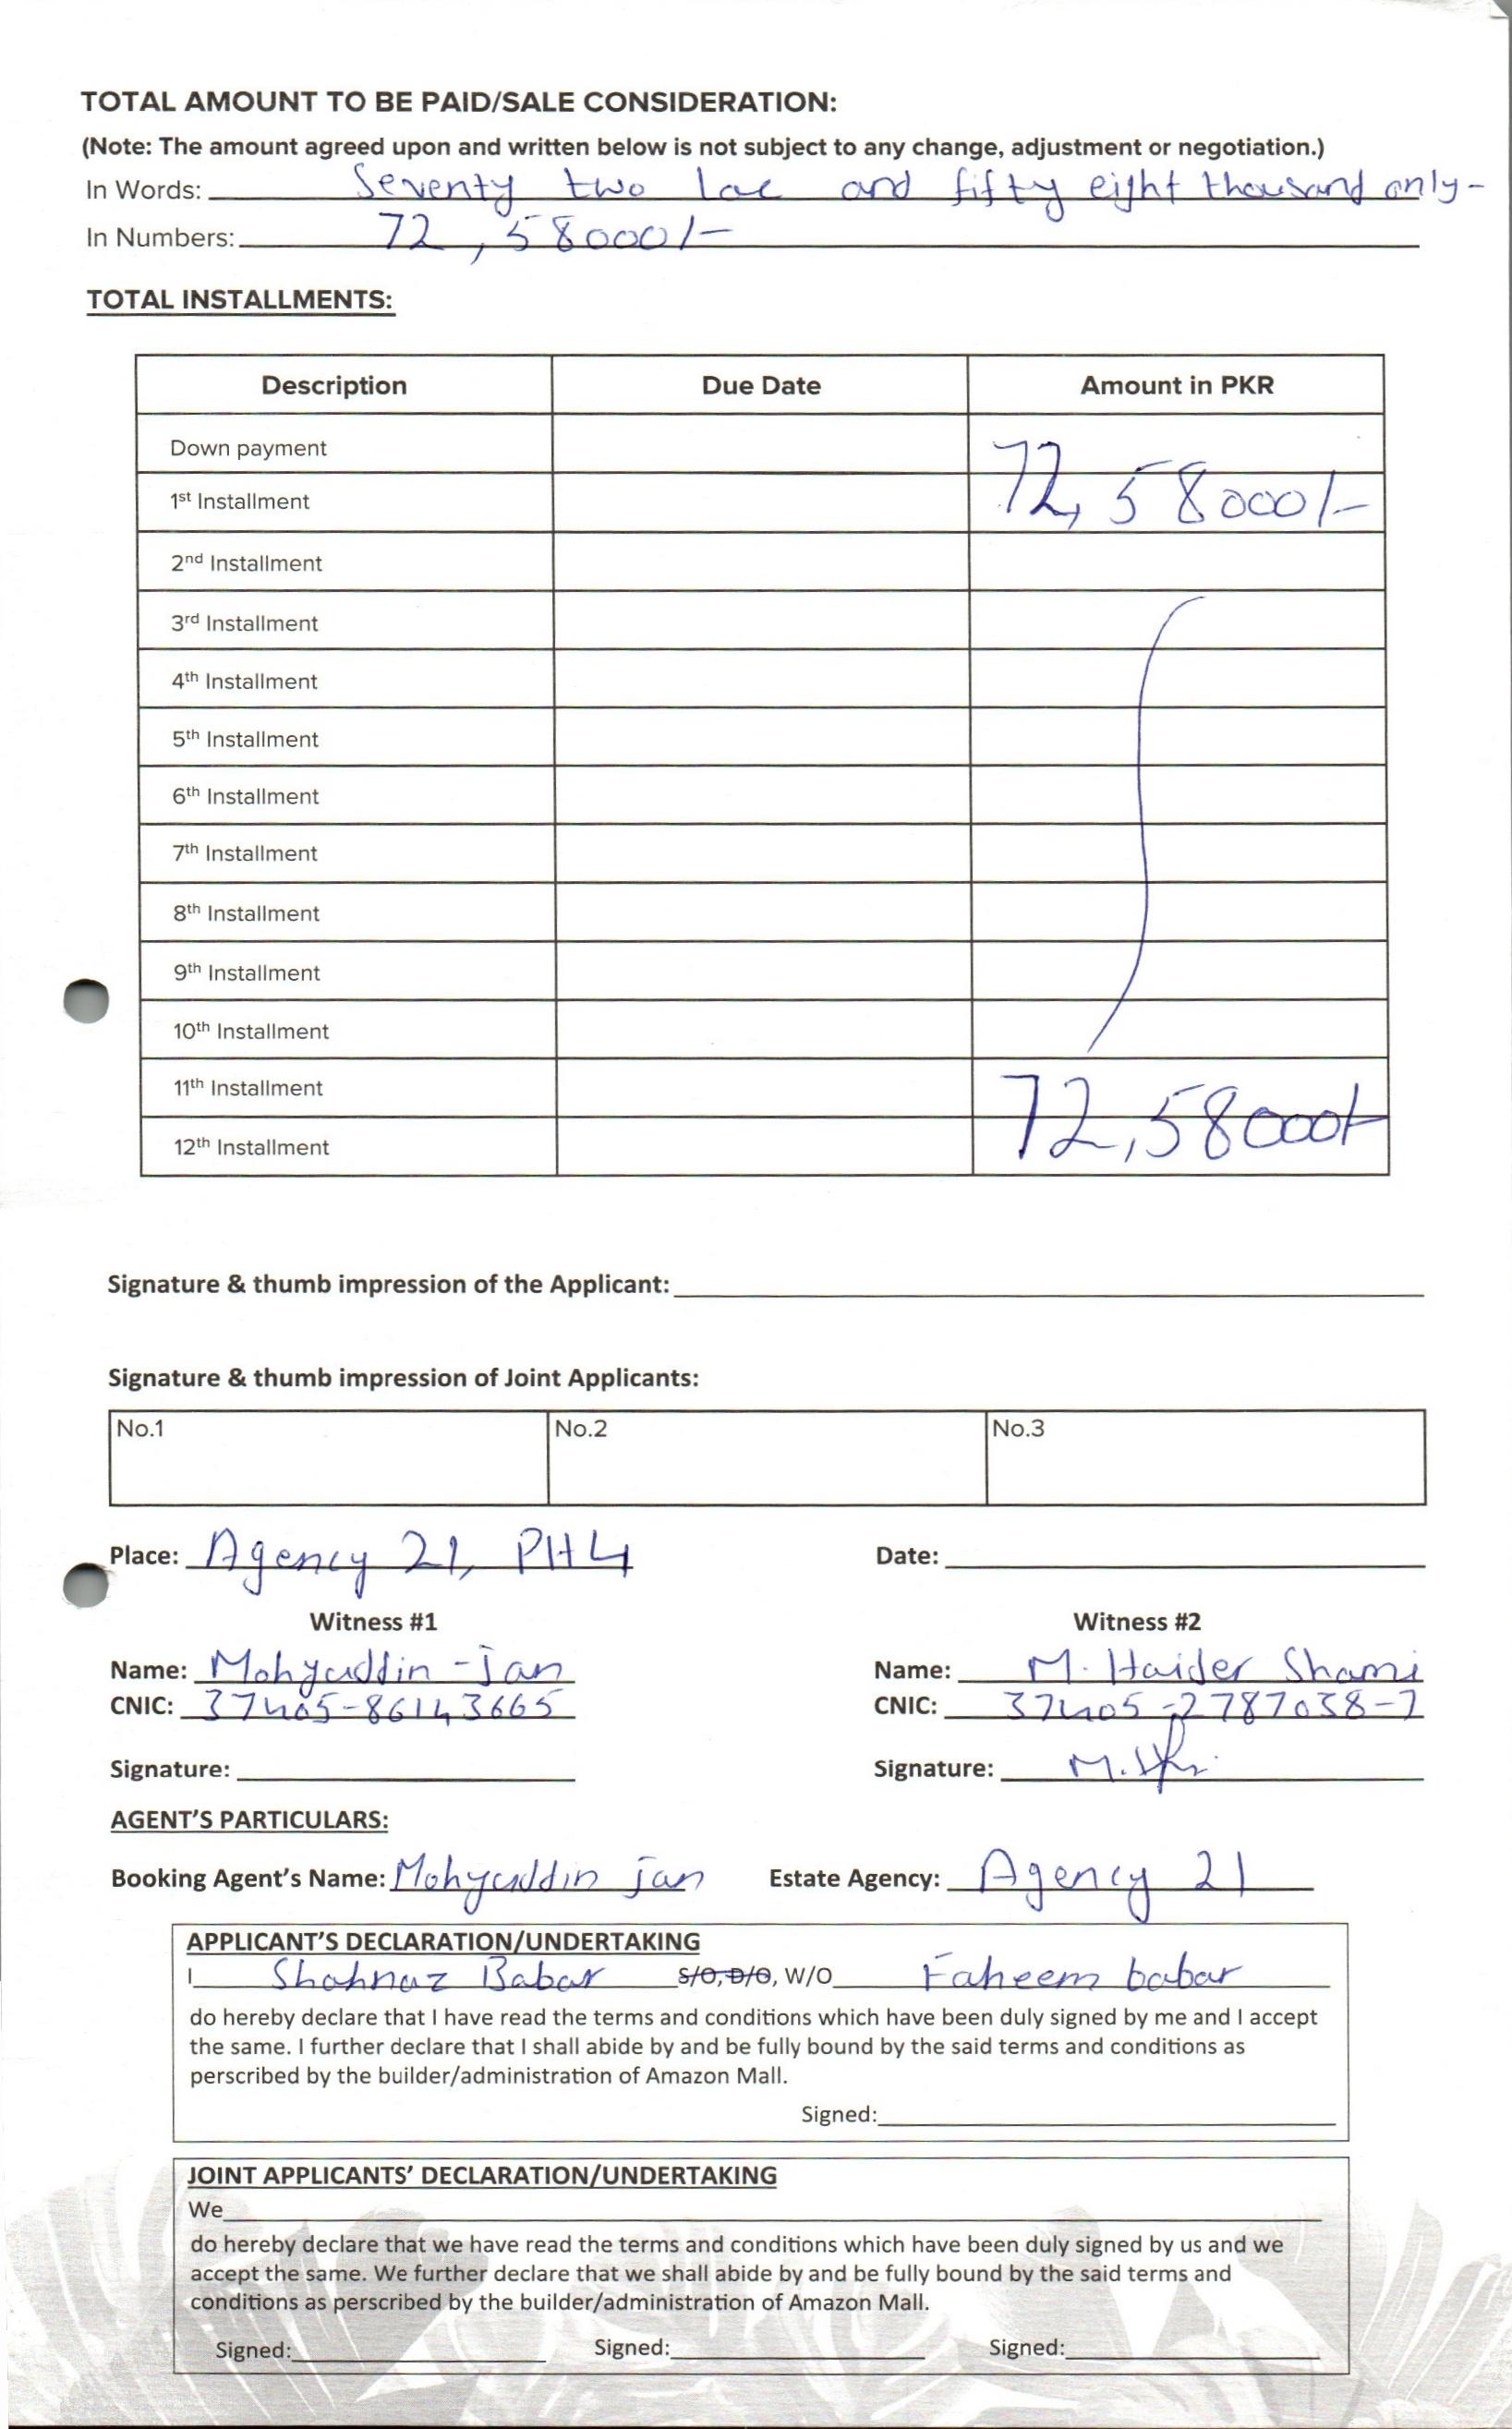 TOTAL AMOUNT TO BE PAID/SALE CONSIDERATION:
(Note: The amount agreed upon and written below is not subject to any change, adjustment or negotiation.)
In Words: Seventy two lac and fifty eight thousand only-
In Numbers: 72,58000/-
TOTAL INSTALLMENTS:
Description Due Date Amount in PKR
Down payment
1st Installment 72,58000/-
2nd Installment
3rd Installment
4th Installment
5th Installment
6th Installment
7th Installment
8th Installment
9th Installment
10th Installment
11th Installment
12th Installment 72,58000/-
Signature & thumb impression of the Applicant:
Signature & thumb impression of Joint Applicants:
No.1 No.2 No.3
Place: Agency 21, PH4 Date:
Witness #1 Witness #2
Name: Mohyuddin-jan Name: M. Haider Shami
CNIC: 37405-86143665 CNIC: 37405-2787038-7
Signature: Signature:
AGENT'S PARTICULARS:
Booking Agent's Name: Mohyuddin jan Estate Agency: Agency 21
APPLICANT'S DECLARATION/UNDERTAKING
I Shahnaz Babar S/O, D/O, W/O Faheem babar
do hereby declare that I have read the terms and conditions which have been duly signed by me and I accept
the same. I further declare that I shall abide by and be fully bound by the said terms and conditions as
perscribed by the builder/administration of Amazon Mall.
Signed:
JOINT APPLICANTS' DECLARATION/UNDERTAKING
We
do hereby declare that we have read the terms and conditions which have been duly signed by us and we
accept the same. We further declare that we shall abide by and be fully bound by the said terms and
conditions as perscribed by the builder/administration of Amazon Mall.
Signed: Signed: Signed: